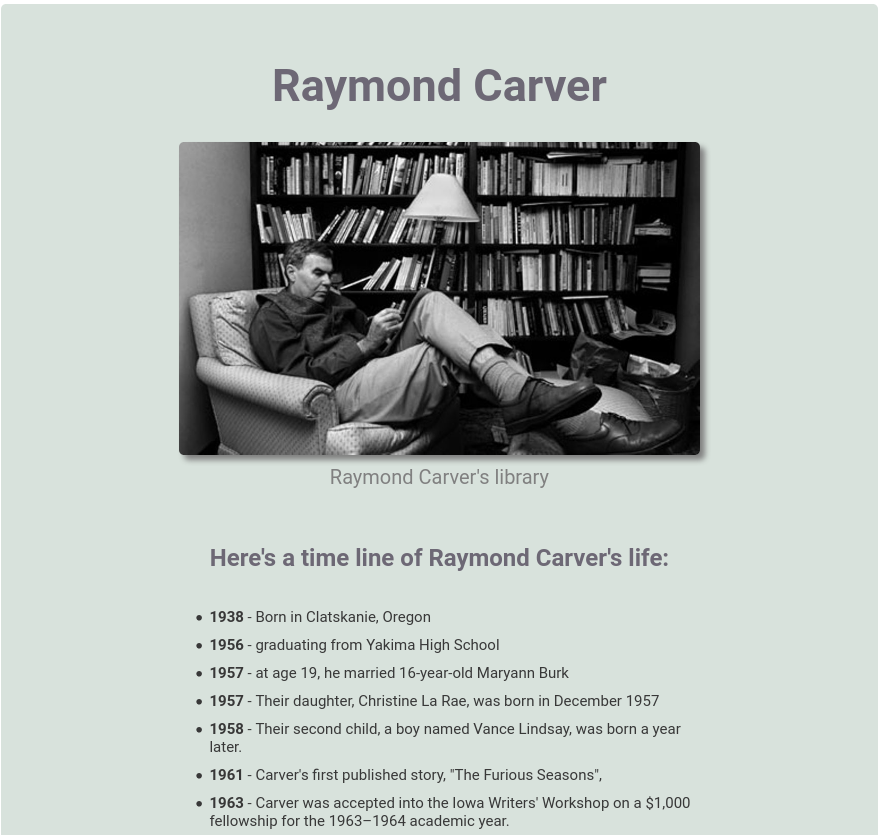 Raymond Carver
Raymond Carver's library
Here's a time line of Raymond Carver's life:
• 1938 - Born in Clatskanie, Oregon
• 1956 - graduating from Yakima High School
• 1957 - at age 19, he married 16-year-old Maryann Burk
• 1957 - Their daughter, Christine La Rae, was born in December 1957
• 1958 - Their second child, a boy named Vance Lindsay, was born a year
later.
• 1961 - Carver's first published story, "The Furious Seasons",
• 1963 - Carver was accepted into the Iowa Writers' Workshop on a $1,000
fellowship for the 1963–1964 academic year.